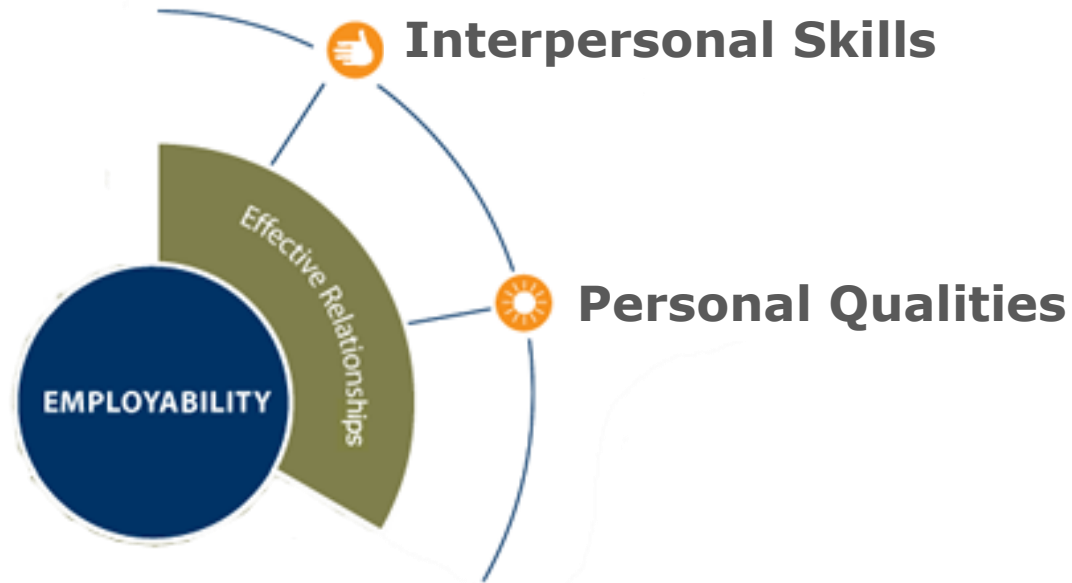 Interpersonal Skills
Effective Relationships
Personal Qualities
EMPLOYABILITY